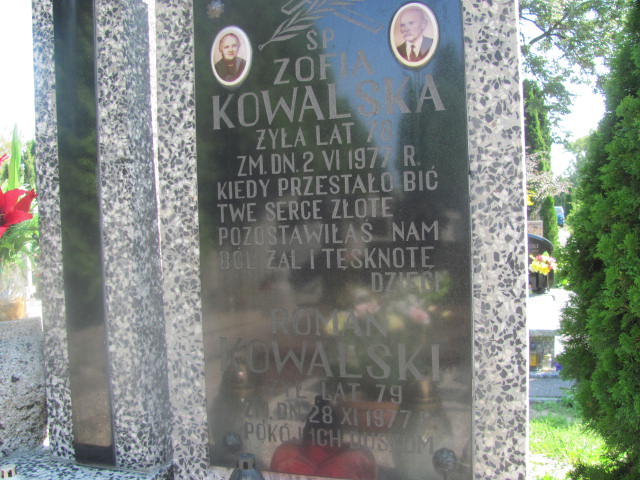 ŚP.
ZOFIA
KOWALSKA
ŻYŁA LAT
ZM. DN. 2 VI 1977 R.
KIEDY PRZESTAŁO BIĆ
TWE SERCE ZŁOTE
POZOSTAWIŁAŚ NAM
BÓL ŻAL I TĘSKNOTĘ
DZIECI
ROMAN
KOWALSKI
ŻŁ. LAT 79
ZM. DN. 28 XI 1977 R.
POKÓJ ICH DUSZOM